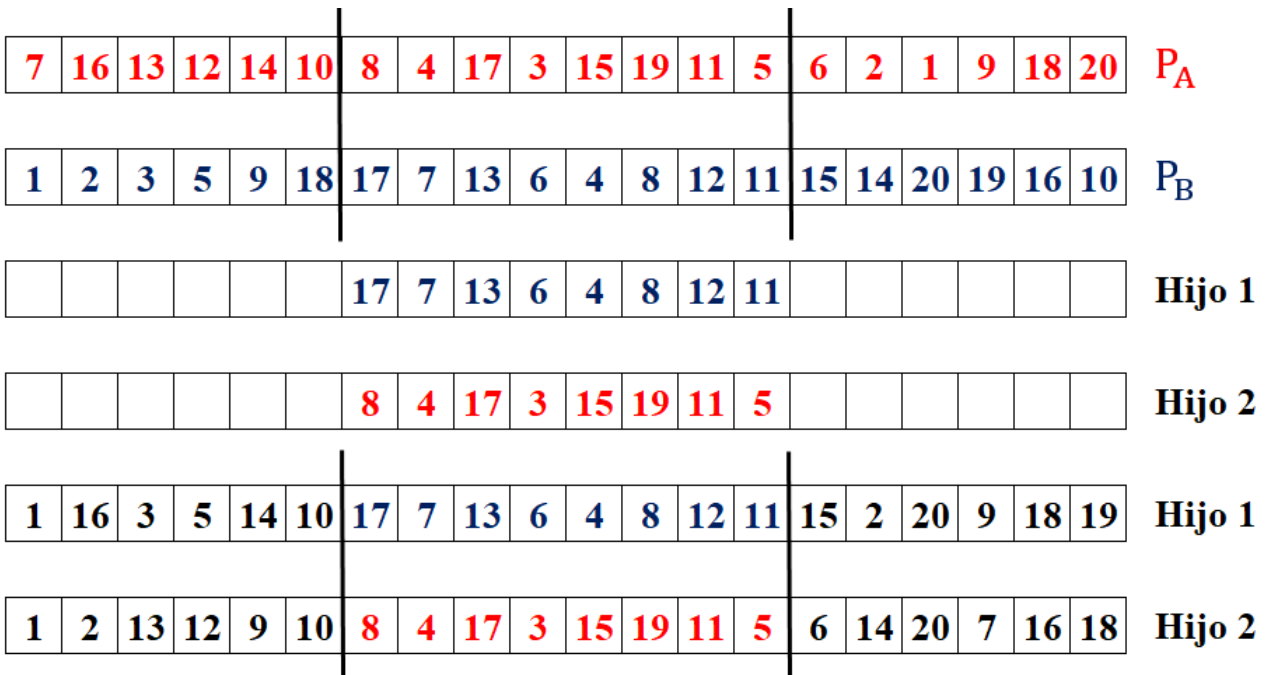 7 16 13 12 14 10 8 4 17 3 15 19 11 5 6 2 1 9 18 20 P_A
1 2 3 5 9 18 17 7 13 6 4 8 12 11 15 14 20 19 16 10 P_B
17 7 13 6 4 8 12 11 Hijo 1
8 4 17 3 15 19 11 5 Hijo 2
1 16 3 5 14 10 17 7 13 6 4 8 12 11 15 2 20 9 18 19 Hijo 1
1 2 13 12 9 10 8 4 17 3 15 19 11 5 6 14 20 7 16 18 Hijo 2